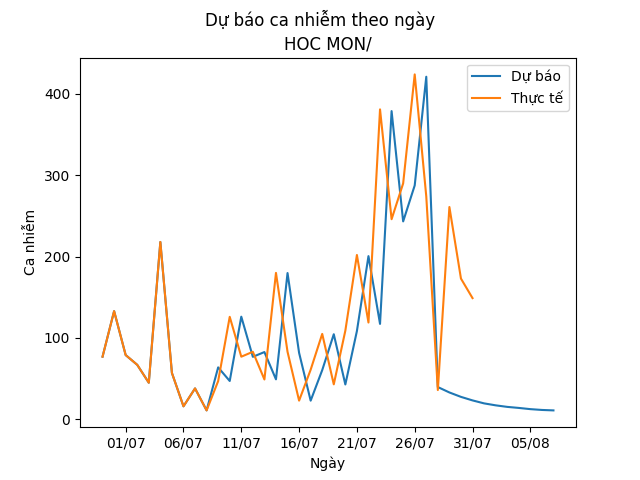 Dự báo ca nhiễm theo ngày
HOC MON/
Dự báo
Thực tế
Ca nhiễm
400
300
200
100
0
01/07 06/07 11/07 16/07 21/07 26/07 31/07 05/08
Ngày